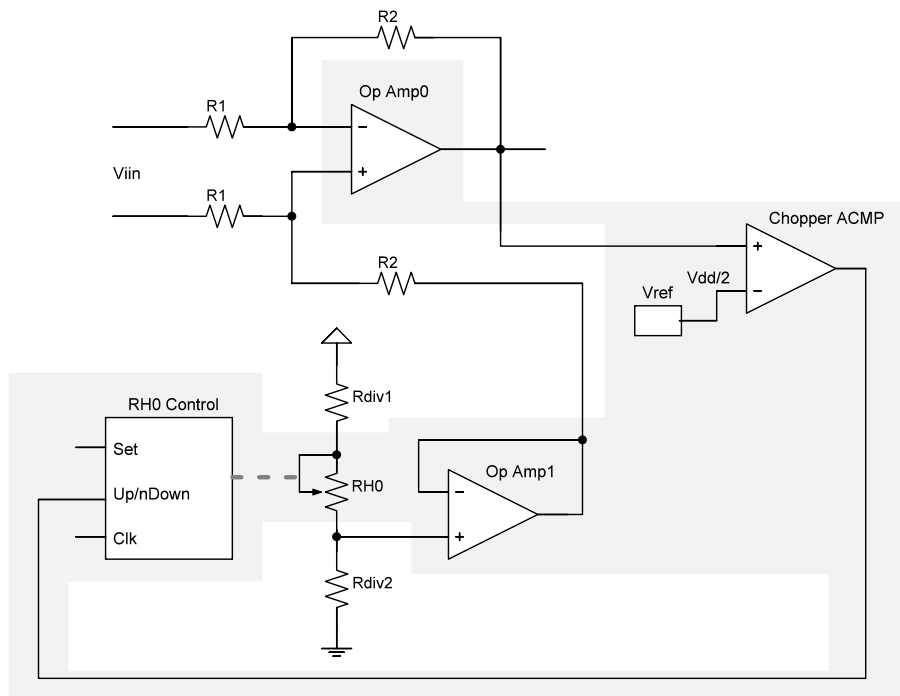 R2
Op Amp0
R1
−
Viin
+
R1
Chopper ACMP
R2
+
Vdd/2
−
Vref
Rdiv1
RH0 Control
Set
Op Amp1
Up/nDown
RH0
−
Clk
+
Rdiv2